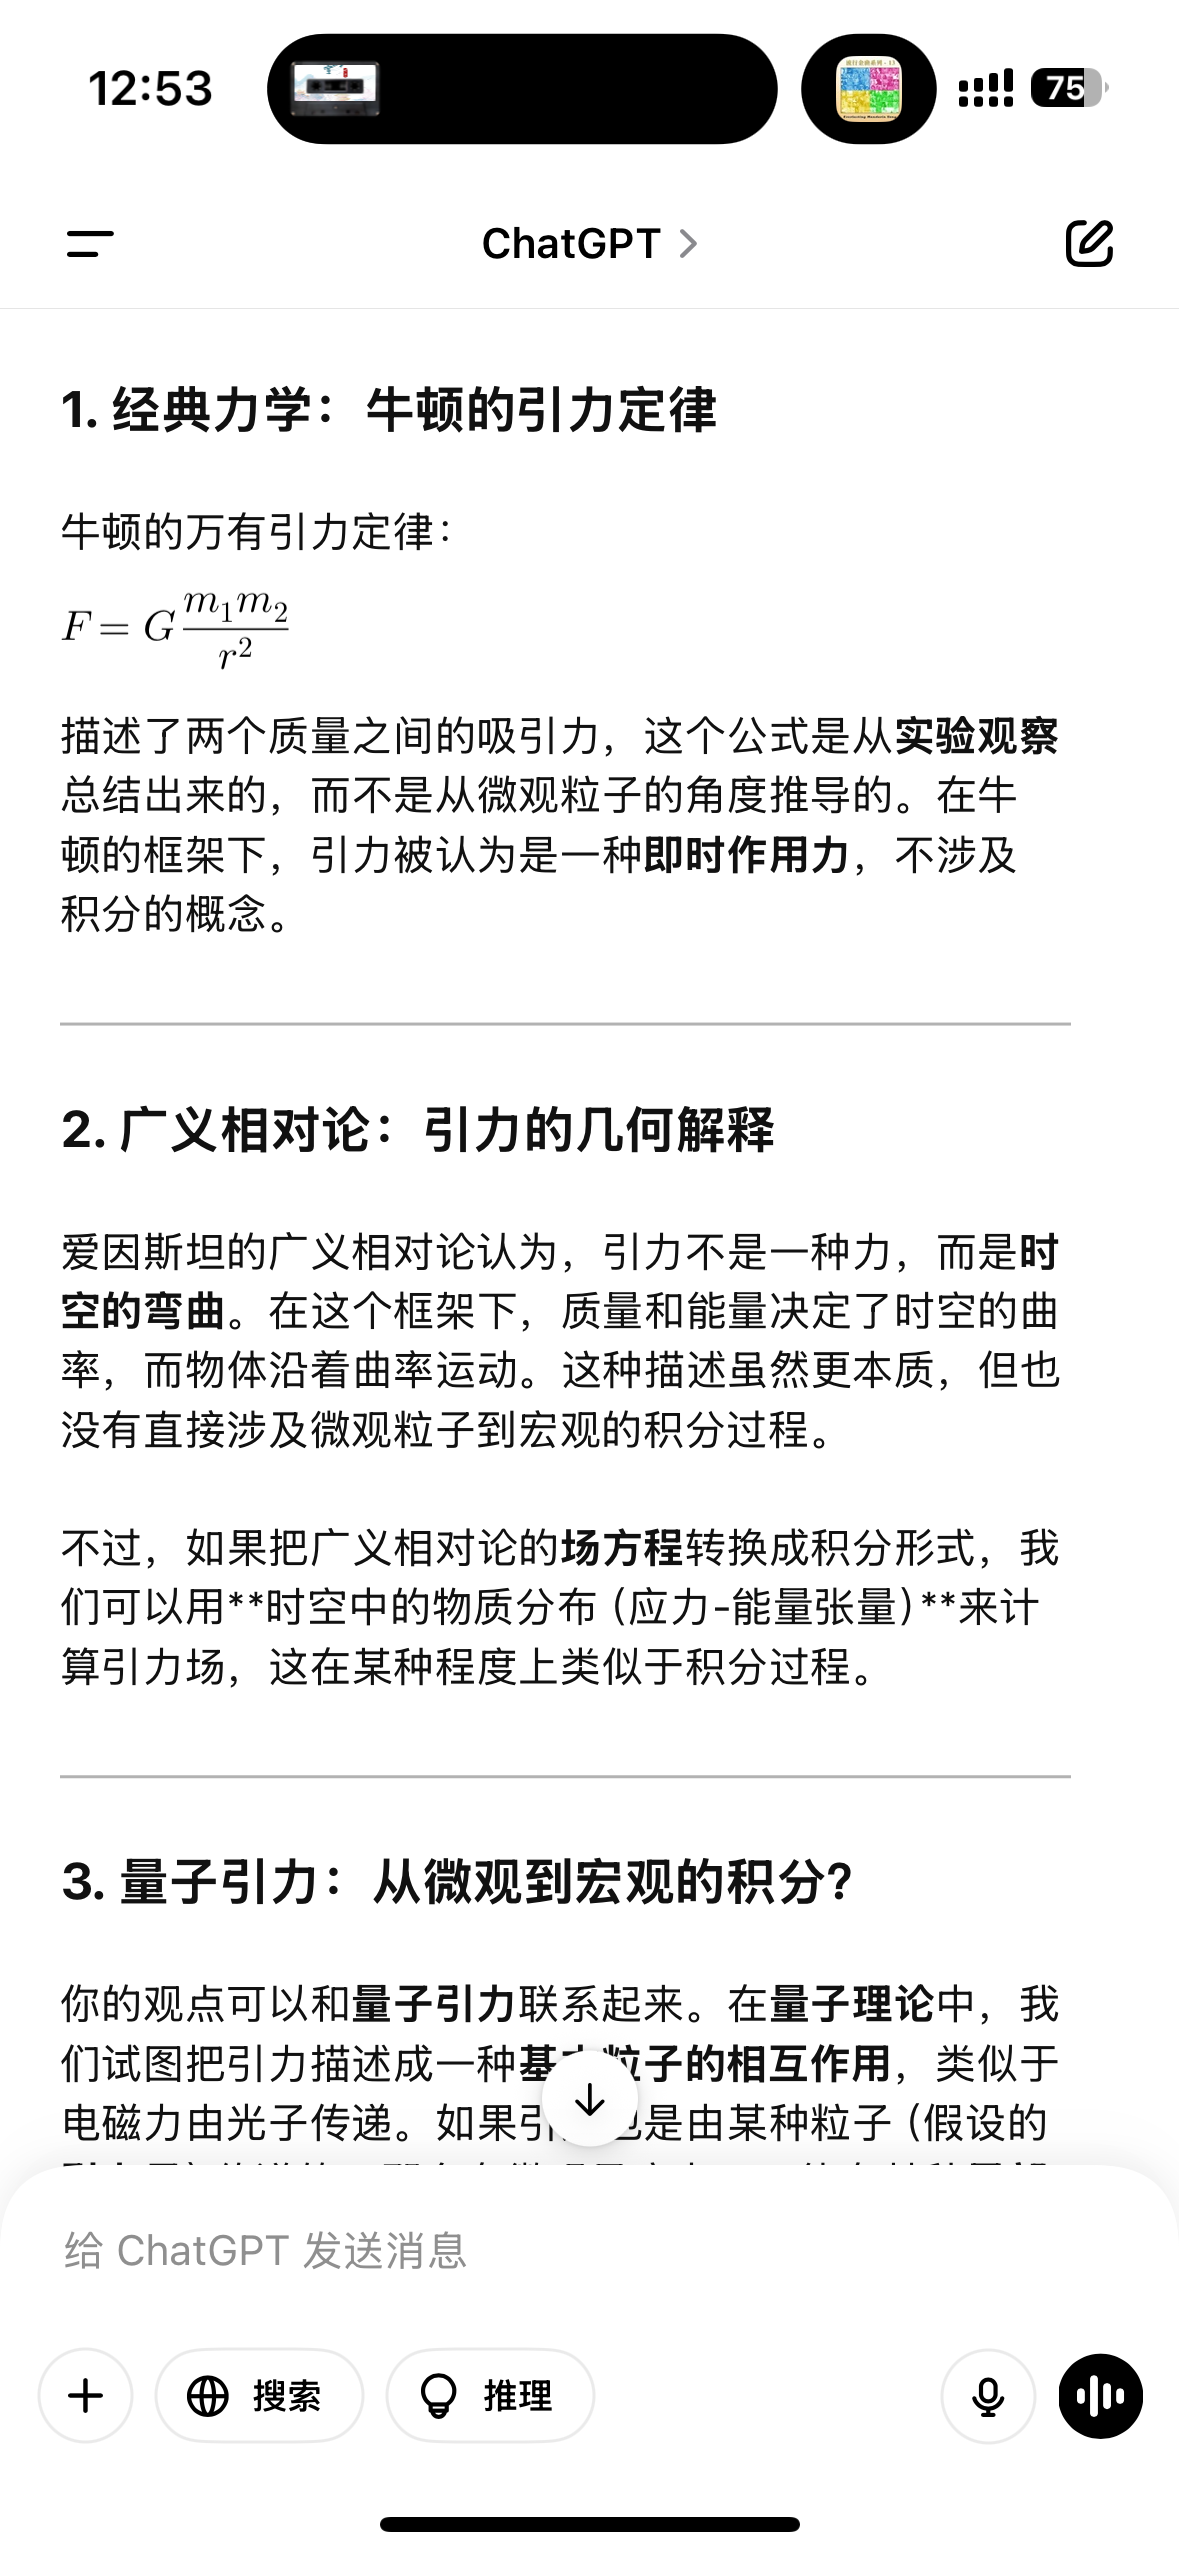 12:53
75
ChatGPT
1. 经典力学：牛顿的引力定律
牛顿的万有引力定律：
F = G m₁m₂ / r²
描述了两个质量之间的吸引力，这个公式是从实验观察
总结出来的，而不是从微观粒子的角度推导的。在牛
顿的框架下，引力被认为是一种即时作用力，不涉及
积分的概念。
2. 广义相对论：引力的几何解释
爱因斯坦的广义相对论认为，引力不是一种力，而是时
空的弯曲。在这个框架下，质量和能量决定了时空的曲
率，而物体沿着曲率运动。这种描述虽然更本质，但也
没有直接涉及微观粒子到宏观的积分过程。
不过，如果把广义相对论的场方程转换成积分形式，我
们可以用**时空中的物质分布（应力-能量张量）**来计
算引力场，这在某种程度上类似于积分过程。
3. 量子引力：从微观到宏观的积分？
你的观点可以和量子引力联系起来。在量子理论中，我
们试图把引力描述成一种基本粒子的相互作用，类似于
电磁力由光子传递。如果引 也是由某种粒子（假设的
给 ChatGPT 发送消息
搜索
推理